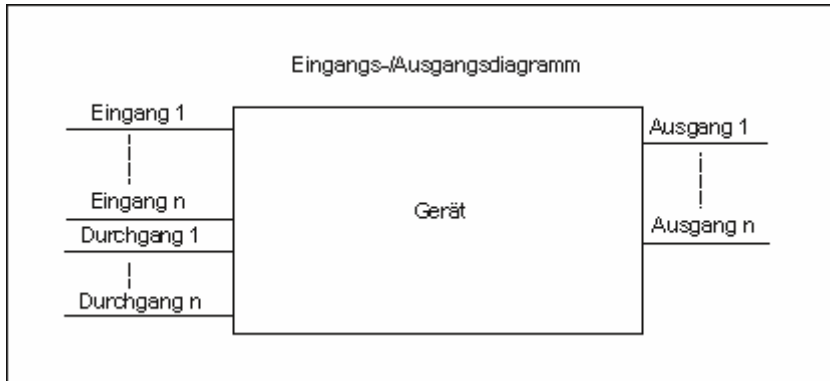 Eingangs-/Ausgangsdiagramm
Eingang 1
Eingang n
Durchgang 1
Durchgang n
Gerät
Ausgang 1
Ausgang n